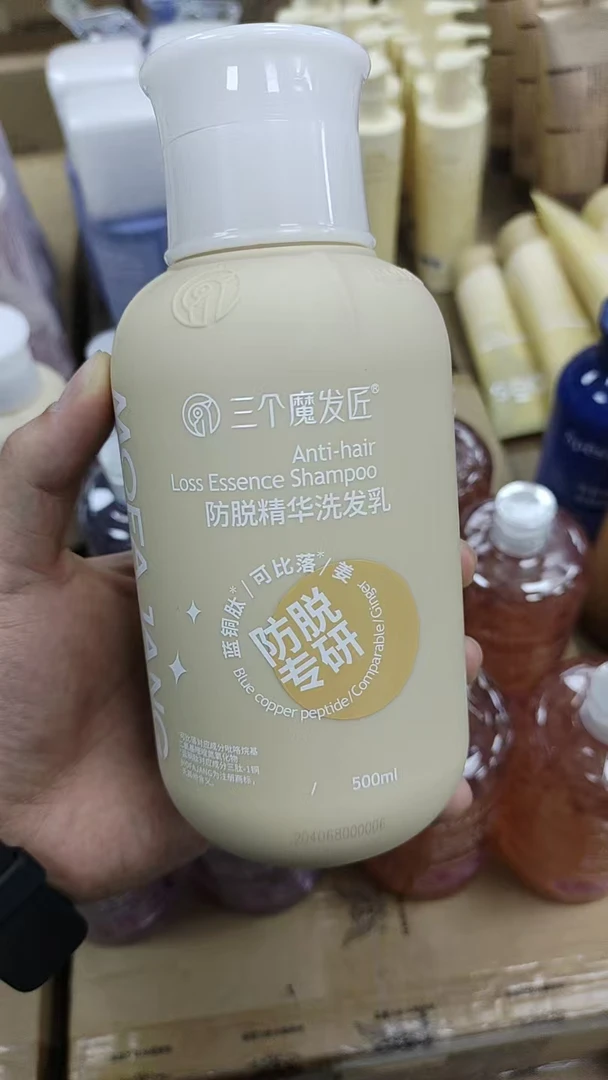 三个魔发匠®
Anti-hair
Loss Essence Shampoo
防脱精华洗发乳
蓝铜肽*/可比落*/姜
防脱
专研
Blue copper peptide/Comparable/Ginger
MOFAJANG
500ml